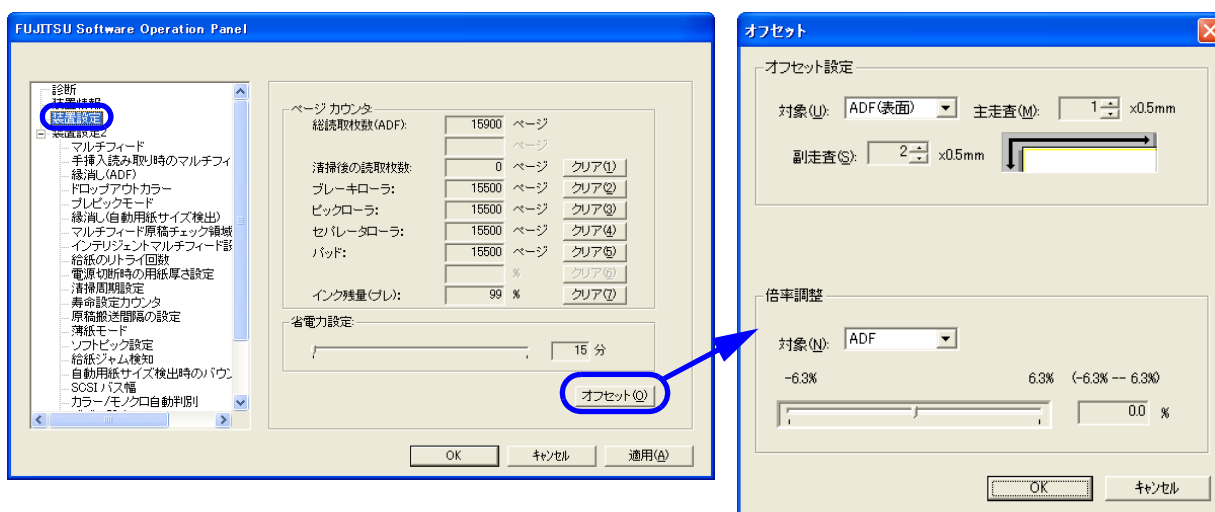 FUJITSU Software Operation Panel
診断
装置情報
装置設定
装置設定2
マルチフィード
手挿入読み取り時のマルチフィ
縁消し(ADF)
ドロップアウトカラー
プレピックモード
縁消し(自動用紙サイズ検出)
マルチフィード原稿チェック領域
インテリジェントマルチフィード設
給紙のリトライ回数
電源切断時の用紙厚さ設定
清掃周期設定
寿命設定カウンタ
原稿搬送間隔の設定
薄紙モード
ソフトピック設定
給紙ジャム検知
自動用紙サイズ検出時のバウン
SCSI バス幅
カラー/モノクロ自動判別
ページ カウンタ
総読取枚数(ADF): 15900 ページ
ページ
清掃後の読取枚数: 0 ページ クリア(1)
ブレーキローラ: 15500 ページ クリア(2)
ピックローラ: 15500 ページ クリア(3)
セパレータローラ: 15500 ページ クリア(4)
パッド: 15500 ページ クリア(5)
% クリア(6)
インク残量(プレ): 99 % クリア(7)
省電力設定:
15 分
オフセット(O)
OK キャンセル 適用(A)
オフセット
オフセット設定
対象(U): ADF(表面) 主走査(M): 1 x0.5mm
副走査(S): 2 x0.5mm
倍率調整
対象(N): ADF
-6.3% 6.3% (-6.3% -- 6.3%)
0.0 %
OK キャンセル